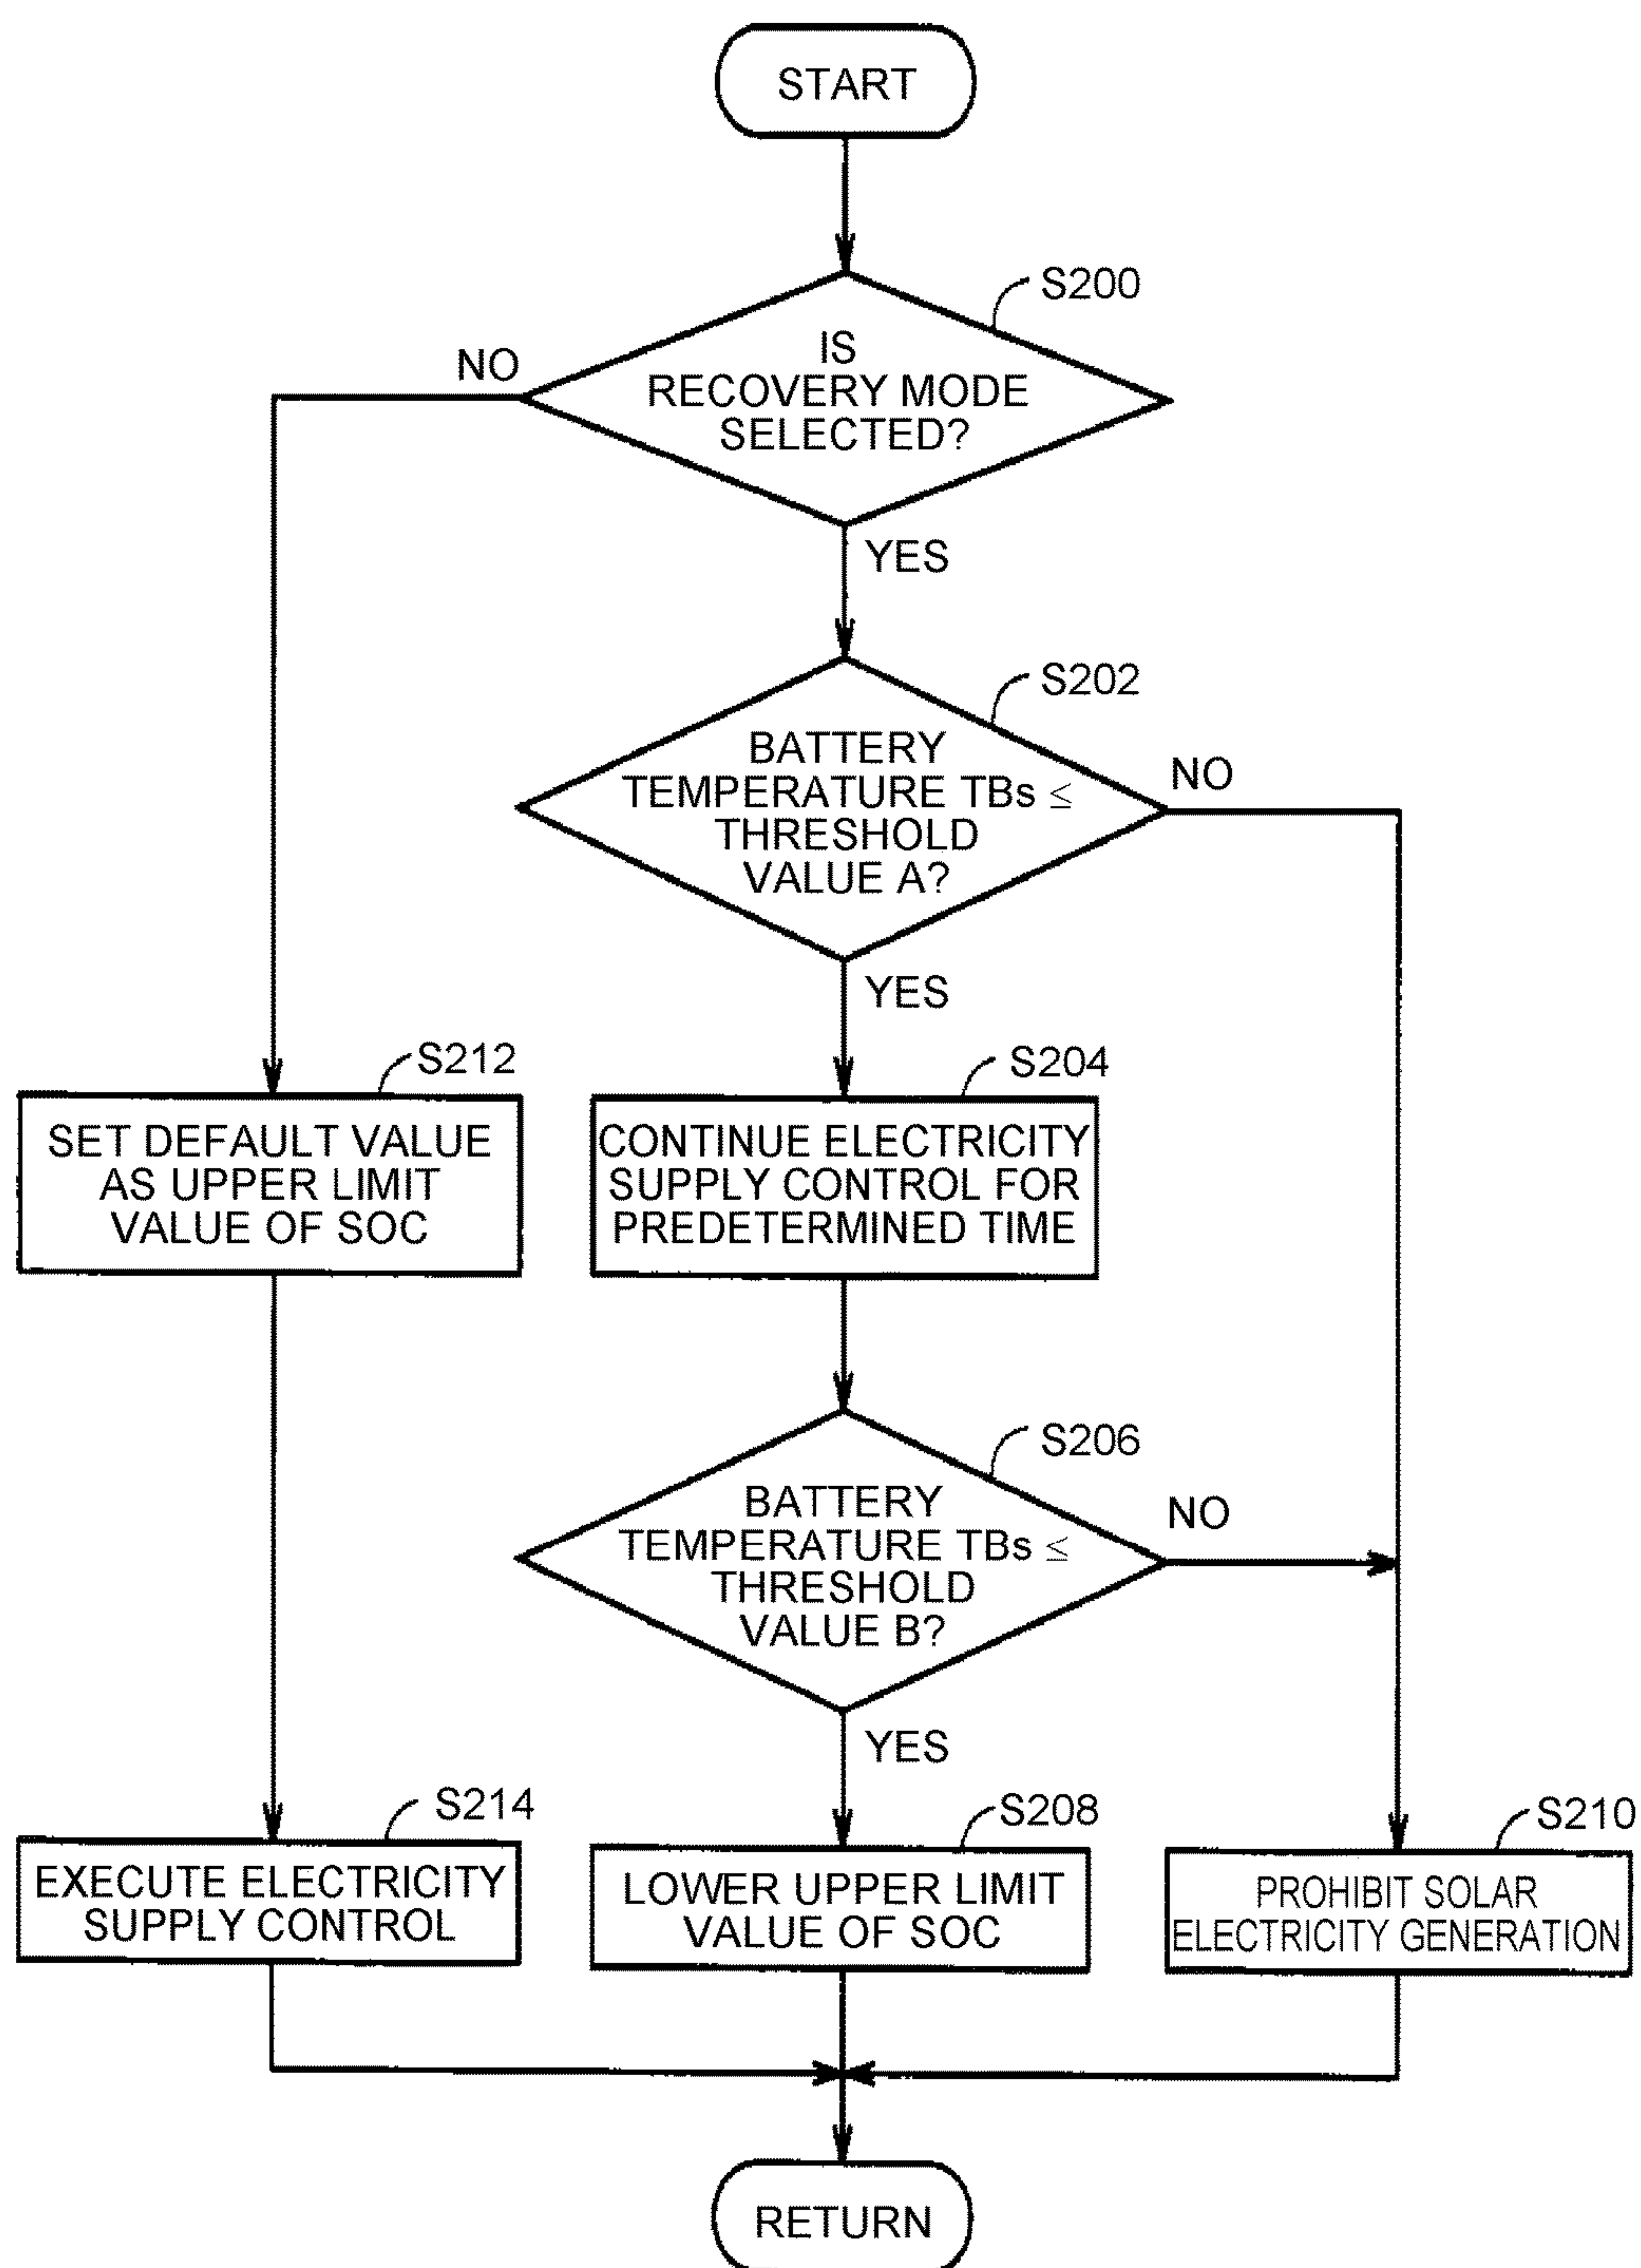 START
S200
IS
RECOVERY MODE
SELECTED?
NO
YES
S202
BATTERY
TEMPERATURE TBs ≤
THRESHOLD
VALUE A?
NO
YES
S212
SET DEFAULT VALUE
AS UPPER LIMIT
VALUE OF SOC
S204
CONTINUE ELECTRICITY
SUPPLY CONTROL FOR
PREDETERMINED TIME
S206
BATTERY
TEMPERATURE TBs ≤
THRESHOLD
VALUE B?
NO
YES
S214
EXECUTE ELECTRICITY
SUPPLY CONTROL
S208
LOWER UPPER LIMIT
VALUE OF SOC
S210
PROHIBIT SOLAR
ELECTRICITY GENERATION
RETURN